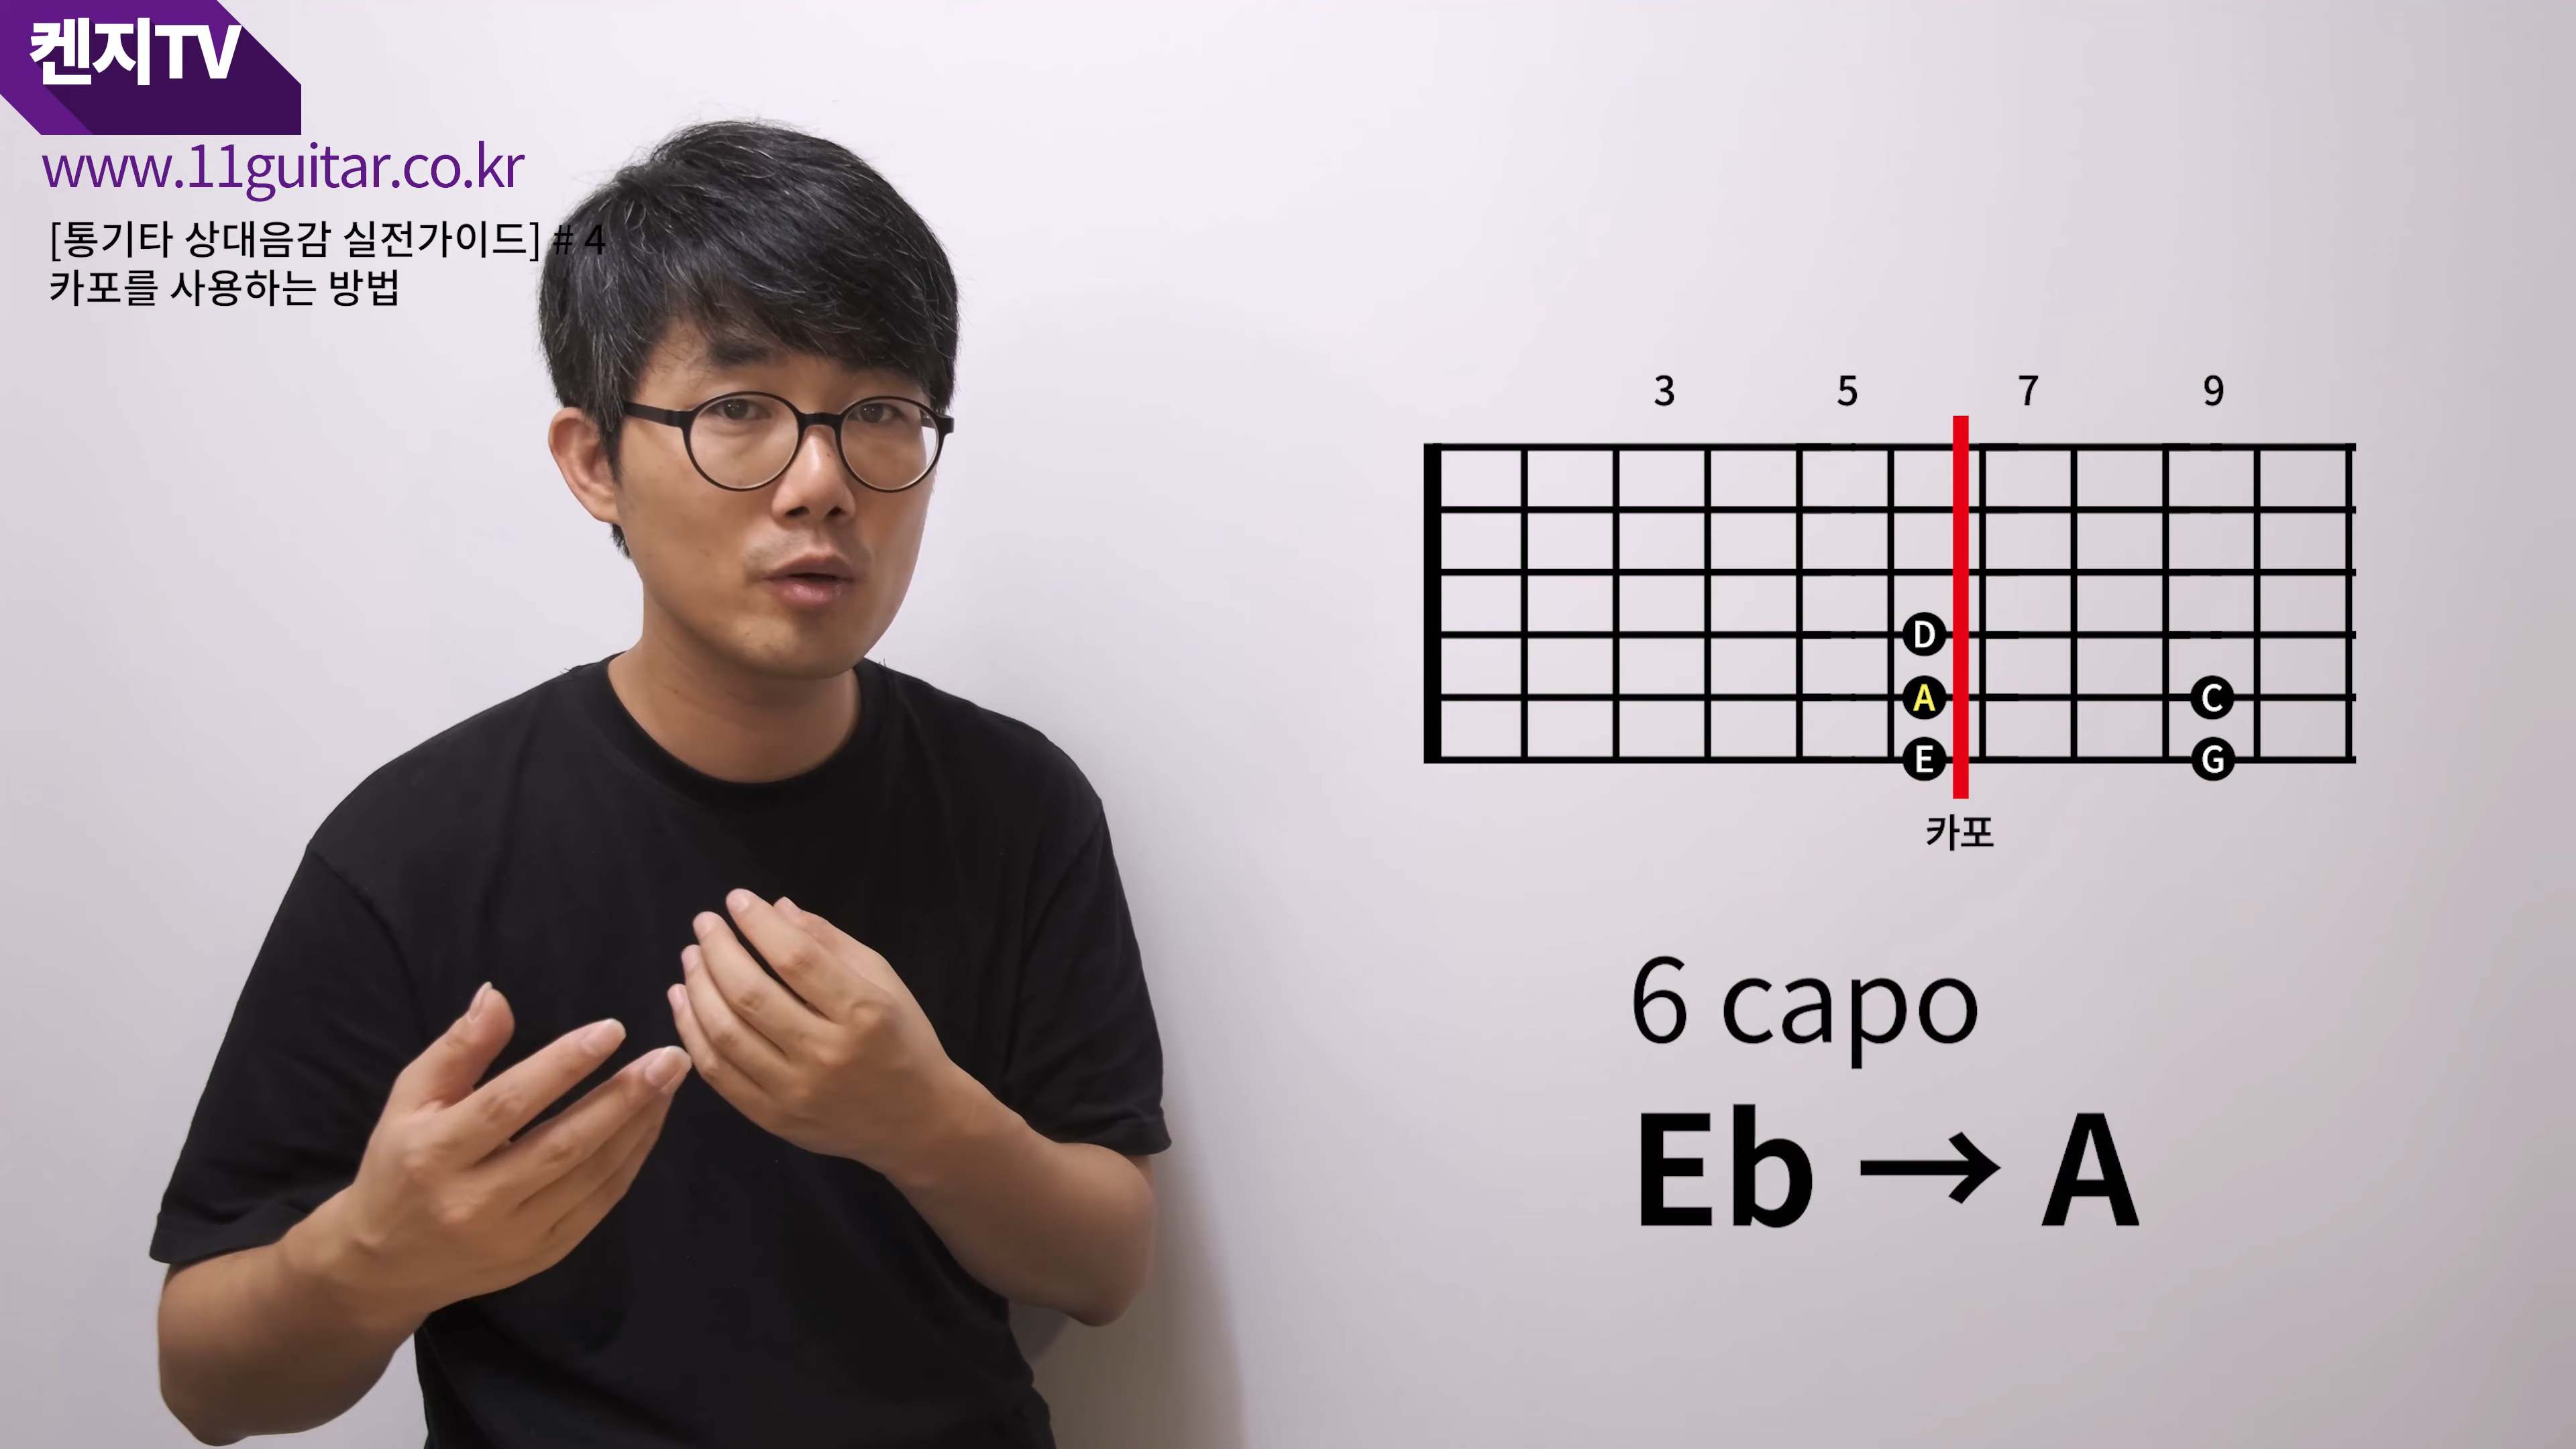 켄지TV
www.11guitar.co.kr
[통기타 상대음감 실전가이드] # 4
카포를 사용하는 방법
3 5 7 9
D
A C
E G
카포
6 capo
Eb → A